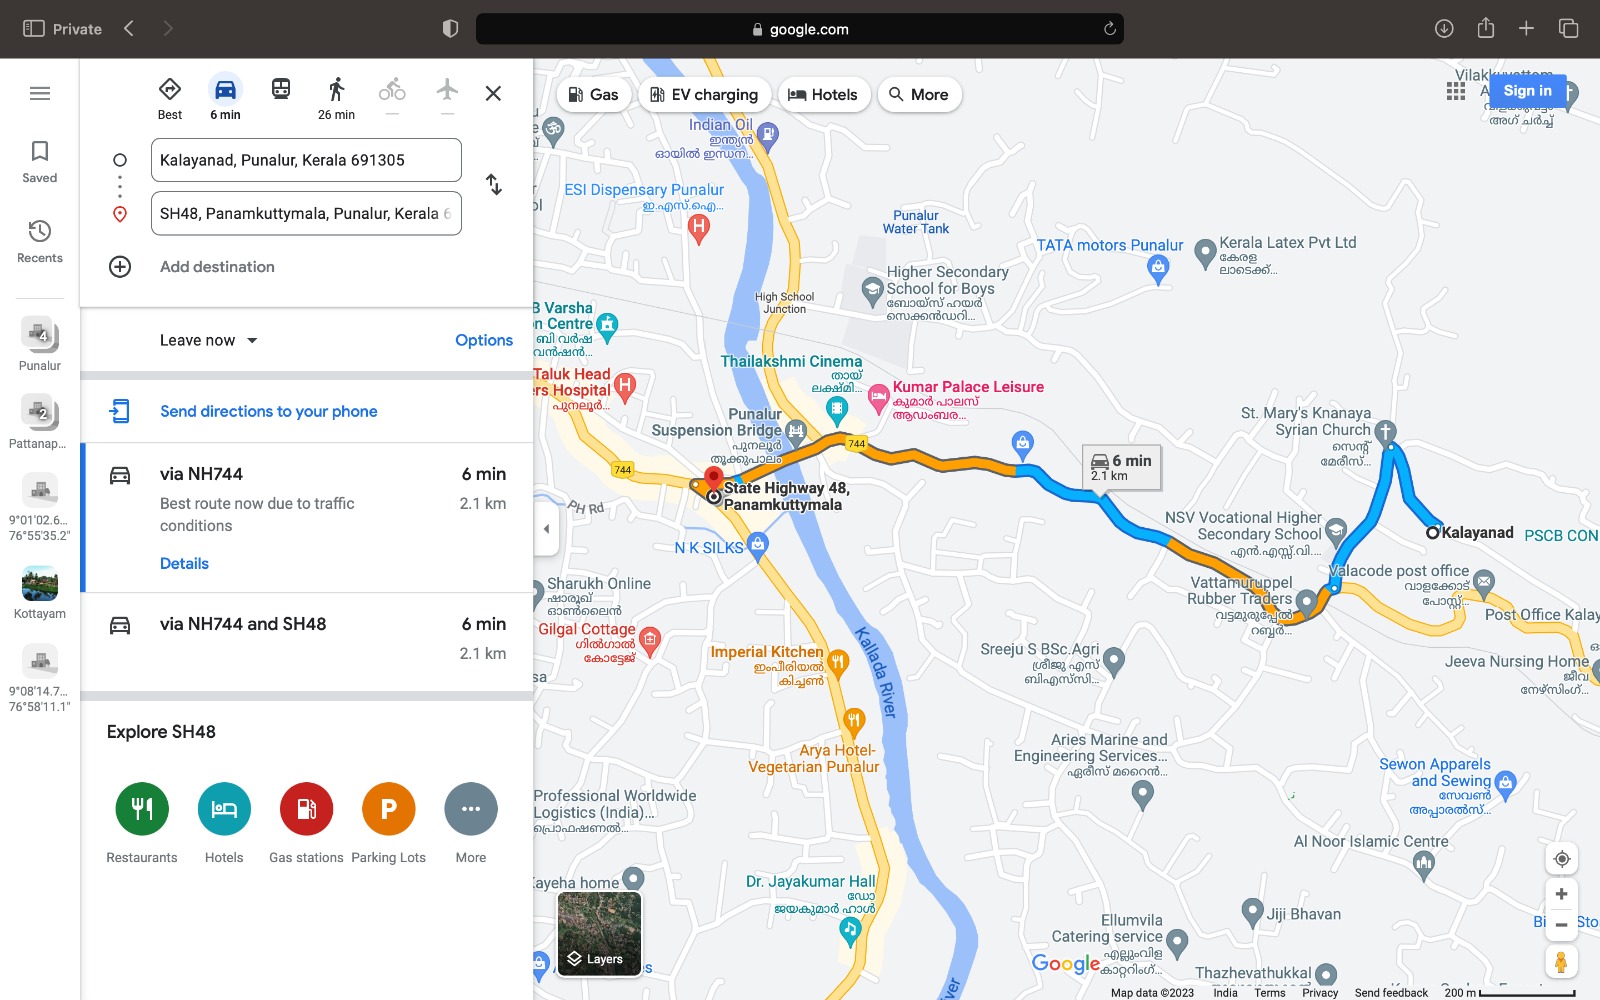 Private
google.com
Best
6 min
26 min
Kalayanad, Punalur, Kerala 691305
SH48, Panamkuttymala, Punalur, Kerala 6
Add destination
Saved
Recents
4
Punalur
2
Pattanap...
9°01'02.6...
76°55'35.2"
Kottayam
9°08'14.7...
76°58'11.1"
Leave now
Options
Send directions to your phone
via NH744
6 min
Best route now due to traffic
conditions
2.1 km
Details
via NH744 and SH48
6 min
2.1 km
Explore SH48
P
Restaurants
Hotels
Gas stations
Parking Lots
More
Gas
EV charging
Hotels
More
Sign in
Indian Oil
ഇന്ത്യൻ
ഓയിൽ ഇന്ധന...
ESI Dispensary Punalur
ഇ.എസ്.ഐ...
H
Punalur
Water Tank
TATA motors Punalur
Kerala Latex Pvt Ltd
കേരള
ലാടെക്ക്...
അഗ് ചർച്ച്
Higher Secondary
School for Boys
ബോയ്സ് ഹയർ
സെക്കൻഡറി...
High School
Junction
B Varsha
n Centre
ബി വർഷ
വൻഷൻ...
Thailakshmi Cinema
തായ്
ലക്ഷ്മി...
Taluk Head
rs Hospital
പുനലൂർ...
H
Kumar Palace Leisure
കുമാർ പാലസ്
ആഡംബര...
Punalur
Suspension Bridge
പുനലൂർ
തൂക്കുപാലം
744
744
State Highway 48,
Panamkuttymala
PH Rd
6 min
2.1 km
St. Mary's Knanaya
Syrian Church
സെന്റ്
മേരീസ്...
NSV Vocational Higher
Secondary School
എൻ.എസ്.വി....
Kalayanad
PSCB CON
N K SILKS
Vattamuruppel
Rubber Traders
വട്ടമുരുപ്പേൽ
റബ്ബർ...
Valacode post office
വാളക്കോട്
പോസ്റ്റ്...
Post Office Kalay
Sharukh Online
ഷാരൂഖ്
ഓൺലൈൻ
Gilgal Cottage
ഗിൽഗാൽ
കോട്ടേജ്
Imperial Kitchen
ഇംപീരിയൽ
കിച്ചൺ
Kallada River
Sreeju S BSc.Agri
ശ്രീജു എസ്
ബിഎസ്സി...
Jeeva Nursing Home
ജീവ
നേഴ്സിംഗ്...
sa
Arya Hotel-
Vegetarian Punalur
Aries Marine and
Engineering Services...
ഏരീസ് മറൈൻ...
Sewon Apparels
and Sewing
സേവൺ
അപ്പാരൽസ്...
Professional Worldwide
Logistics (India)...
പ്രൊഫഷണൽ...
Al Noor Islamic Centre
Kayeha home
Dr. Jayakumar Hall
ഡോ
ജയകുമാർ ഹാൾ
Layers
Ellumvila
Catering service
എല്ലുംവിള
കാറ്ററിംഗ്...
Jiji Bhavan
Thazhevathukkal
Google
Map data ©2023
India
Terms
Privacy
Send feedback
200 m